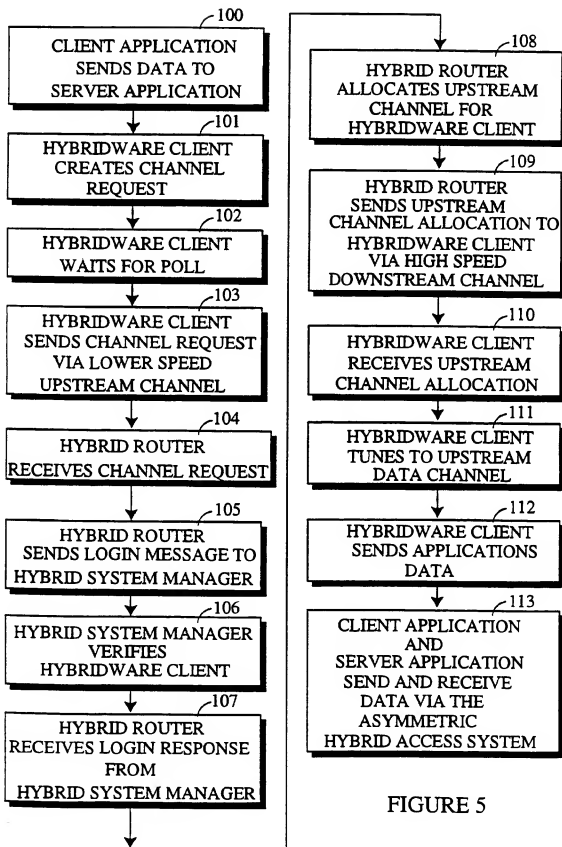 100
CLIENT APPLICATION
SENDS DATA TO
SERVER APPLICATION
101
HYBRIDWARE CLIENT
CREATES CHANNEL
REQUEST
102
HYBRIDWARE CLIENT
WAITS FOR POLL
103
HYBRIDWARE CLIENT
SENDS CHANNEL REQUEST
VIA LOWER SPEED
UPSTREAM CHANNEL
104
HYBRID ROUTER
RECEIVES CHANNEL REQUEST
105
HYBRID ROUTER
SENDS LOGIN MESSAGE TO
HYBRID SYSTEM MANAGER
106
HYBRID SYSTEM MANAGER
VERIFIES
HYBRIDWARE CLIENT
107
HYBRID ROUTER
RECEIVES LOGIN RESPONSE
FROM
HYBRID SYSTEM MANAGER
108
HYBRID ROUTER
ALLOCATES UPSTREAM
CHANNEL FOR
HYBRIDWARE CLIENT
109
HYBRID ROUTER
SENDS UPSTREAM
CHANNEL ALLOCATION TO
HYBRIDWARE CLIENT
VIA HIGH SPEED
DOWNSTREAM CHANNEL
110
HYBRIDWARE CLIENT
RECEIVES UPSTREAM
CHANNEL ALLOCATION
111
HYBRIDWARE CLIENT
TUNES TO UPSTREAM
DATA CHANNEL
112
HYBRIDWARE CLIENT
SENDS APPLICATIONS
DATA
113
CLIENT APPLICATION
AND
SERVER APPLICATION
SEND AND RECEIVE
DATA VIA THE
ASYMMETRIC
HYBRID ACCESS SYSTEM
FIGURE 5